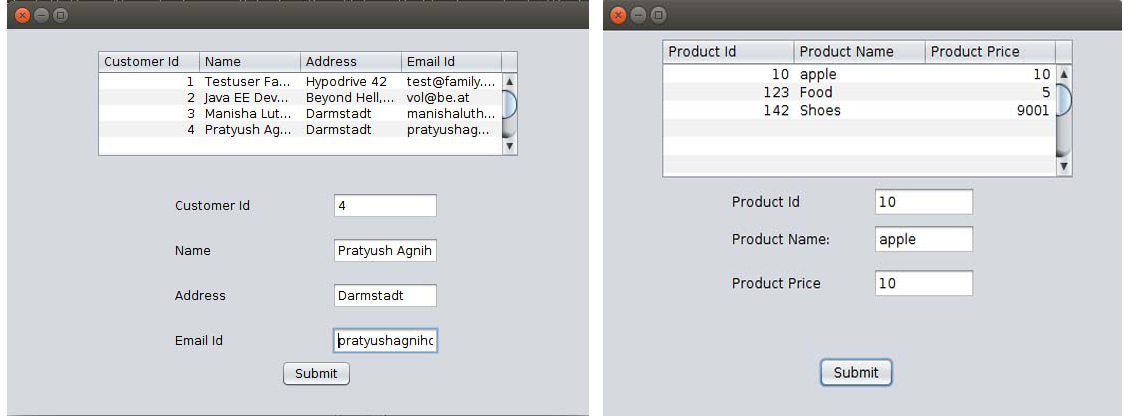 Customer Id Name Address Email Id
1 Testuser Fa... Hypodrive 42 test@family....
2 Java EE Dev... Beyond Hell,... vol@be.at
3 Manisha Lut... Darmstadt manishaluth...
4 Pratyush Ag... Darmstadt pratyushag...
Customer Id 4
Name Pratyush Agnih
Address Darmstadt
Email Id pratyushagnihc
Submit
Product Id Product Name Product Price
10 apple 10
123 Food 5
142 Shoes 9001
Product Id 10
Product Name: apple
Product Price 10
Submit